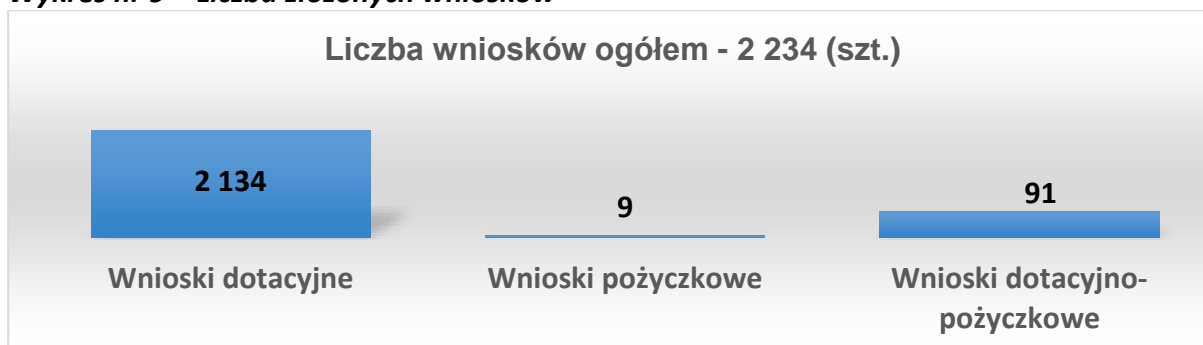 Liczba wniosków ogółem - 2 234 (szt.)
2 134
9
91
Wnioski dotacyjne
Wnioski pożyczkowe
Wnioski dotacyjno-
pożyczkowe